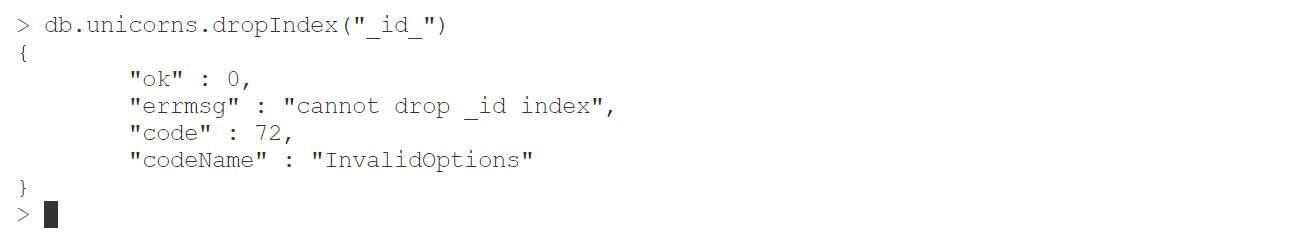 > db.unicorns.dropIndex("_id_")
{
        "ok" : 0,
        "errmsg" : "cannot drop _id index",
        "code" : 72,
        "codeName" : "InvalidOptions"
}
>